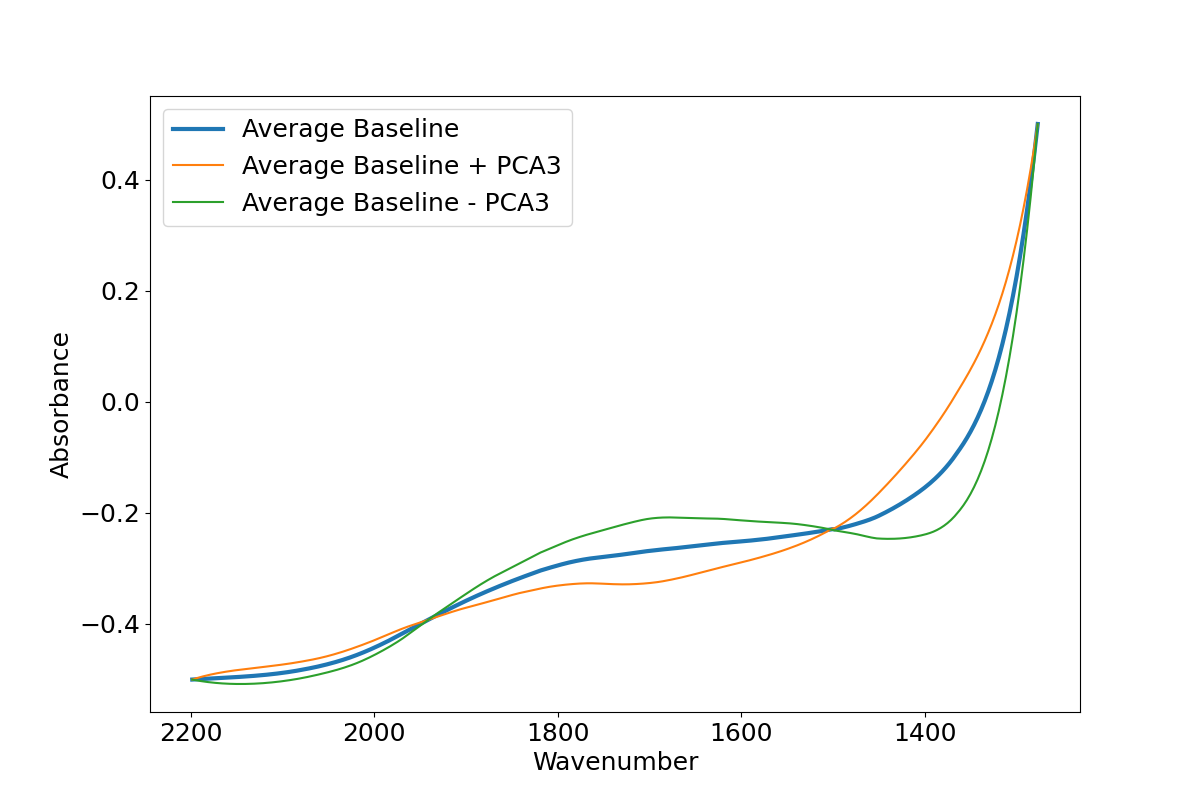 Average Baseline
Average Baseline + PCA3
Average Baseline - PCA3
0.4
0.2
0.0
−0.2
−0.4
Absorbance
2200 2000 1800 1600 1400
Wavenumber